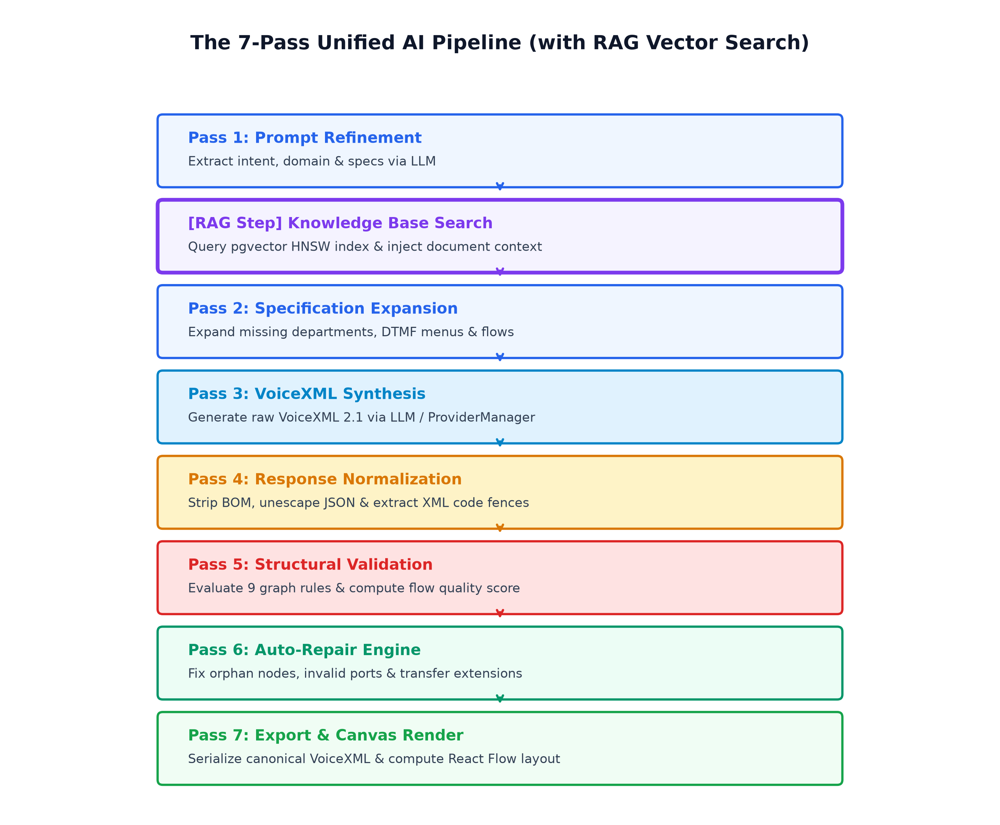 The 7-Pass Unified AI Pipeline (with RAG Vector Search)
Pass 1: Prompt Refinement
Extract intent, domain & specs via LLM
[RAG Step] Knowledge Base Search
Query pgvector HNSW index & inject document context
Pass 2: Specification Expansion
Expand missing departments, DTMF menus & flows
Pass 3: VoiceXML Synthesis
Generate raw VoiceXML 2.1 via LLM / ProviderManager
Pass 4: Response Normalization
Strip BOM, unescape JSON & extract XML code fences
Pass 5: Structural Validation
Evaluate 9 graph rules & compute flow quality score
Pass 6: Auto-Repair Engine
Fix orphan nodes, invalid ports & transfer extensions
Pass 7: Export & Canvas Render
Serialize canonical VoiceXML & compute React Flow layout